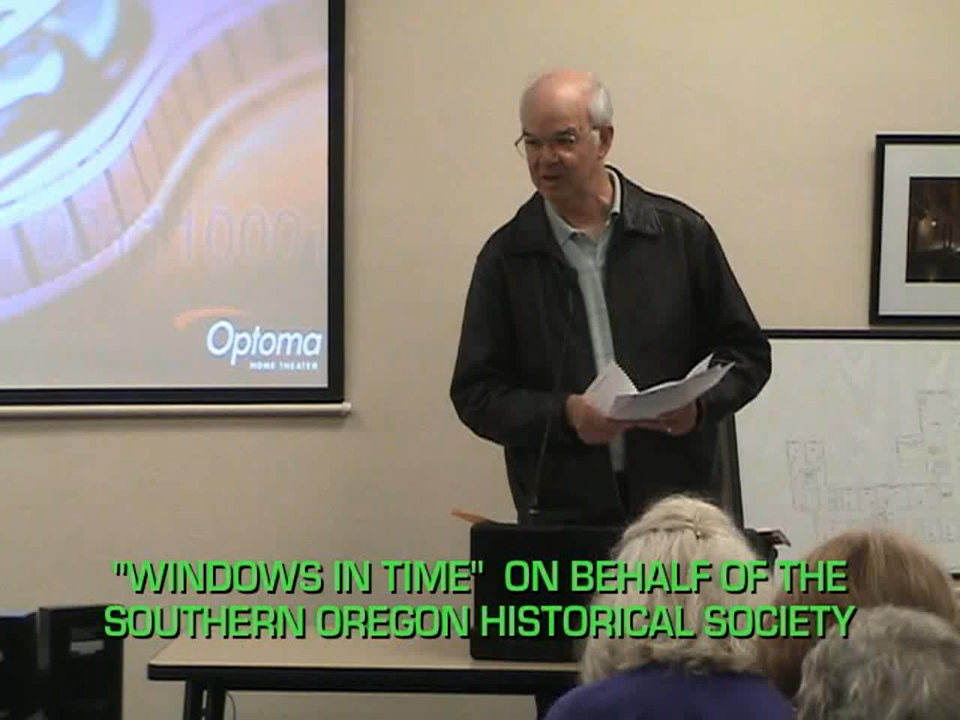 Optoma
HOME THEATER
"WINDOWS IN TIME" ON BEHALF OF THE
SOUTHERN OREGON HISTORICAL SOCIETY